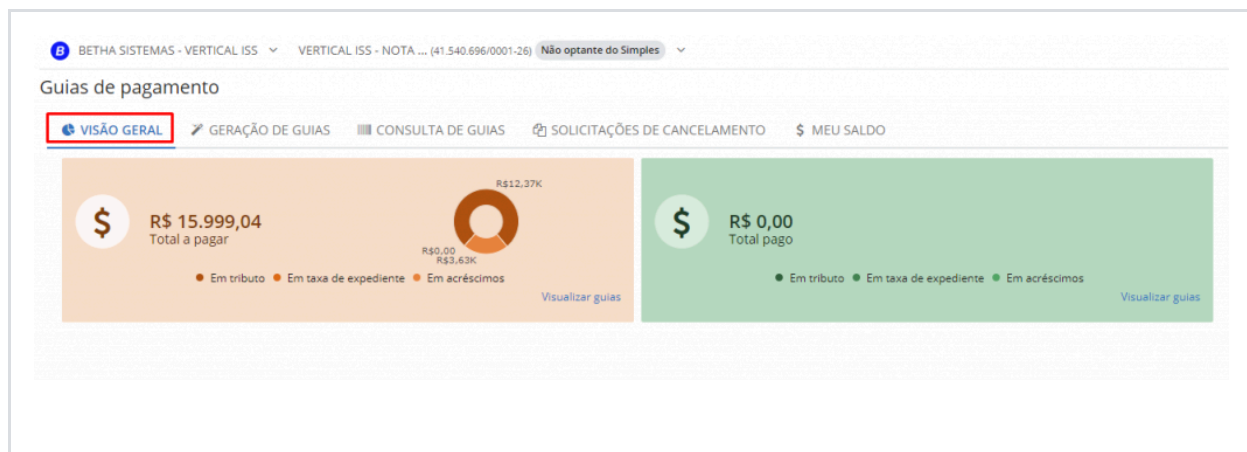 B BETHA SISTEMAS - VERTICAL ISS VERTICAL ISS - NOTA ... (41.540.696/0001-26) Não optante do Simples
Guias de pagamento
VISÃO GERAL GERAÇÃO DE GUIAS CONSULTA DE GUIAS SOLICITAÇÕES DE CANCELAMENTO $ MEU SALDO
R$12,37K
$ R$ 15.999,04
Total a pagar
R$0,00
R$3,63K
Em tributo Em taxa de expediente Em acréscimos
Visualizar guias
$ R$ 0,00
Total pago
Em tributo Em taxa de expediente Em acréscimos
Visualizar guias